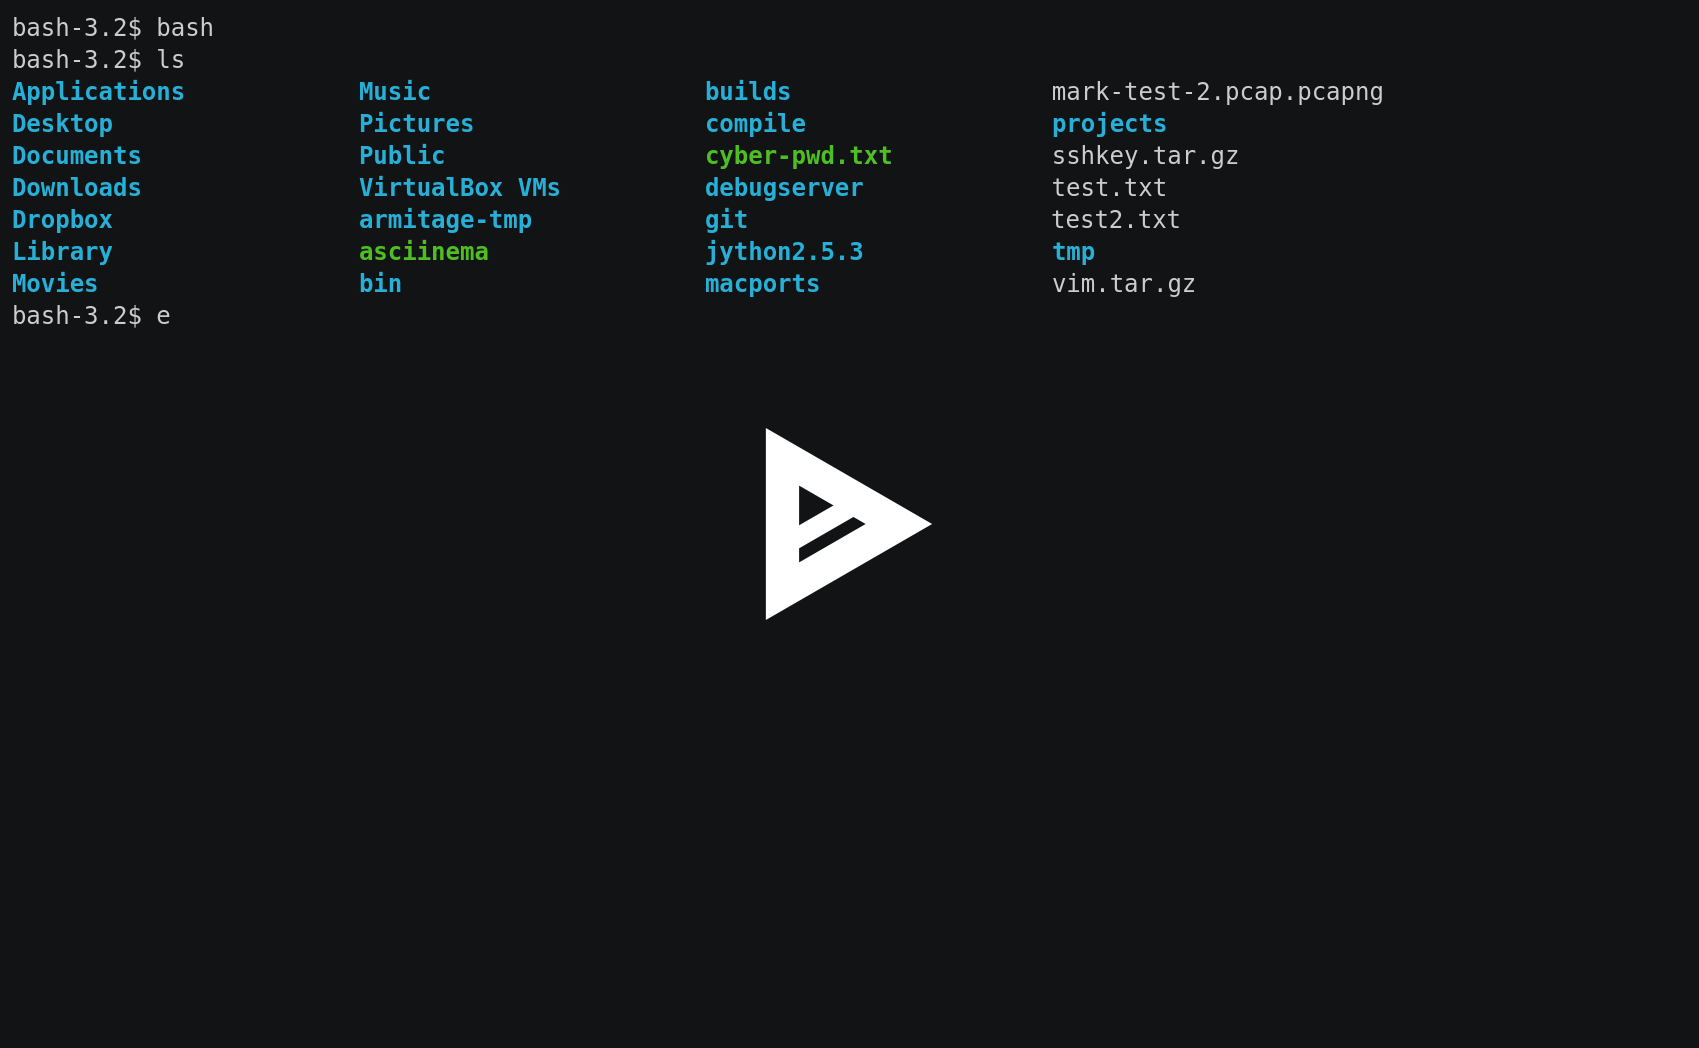 bash-3.2$ bash
bash-3.2$ ls
Applications Music builds mark-test-2.pcap.pcapng
Desktop Pictures compile projects
Documents Public cyber-pwd.txt sshkey.tar.gz
Downloads VirtualBox VMs debugserver test.txt
Dropbox armitage-tmp git test2.txt
Library asciinema jython2.5.3 tmp
Movies bin macports vim.tar.gz
bash-3.2$ e